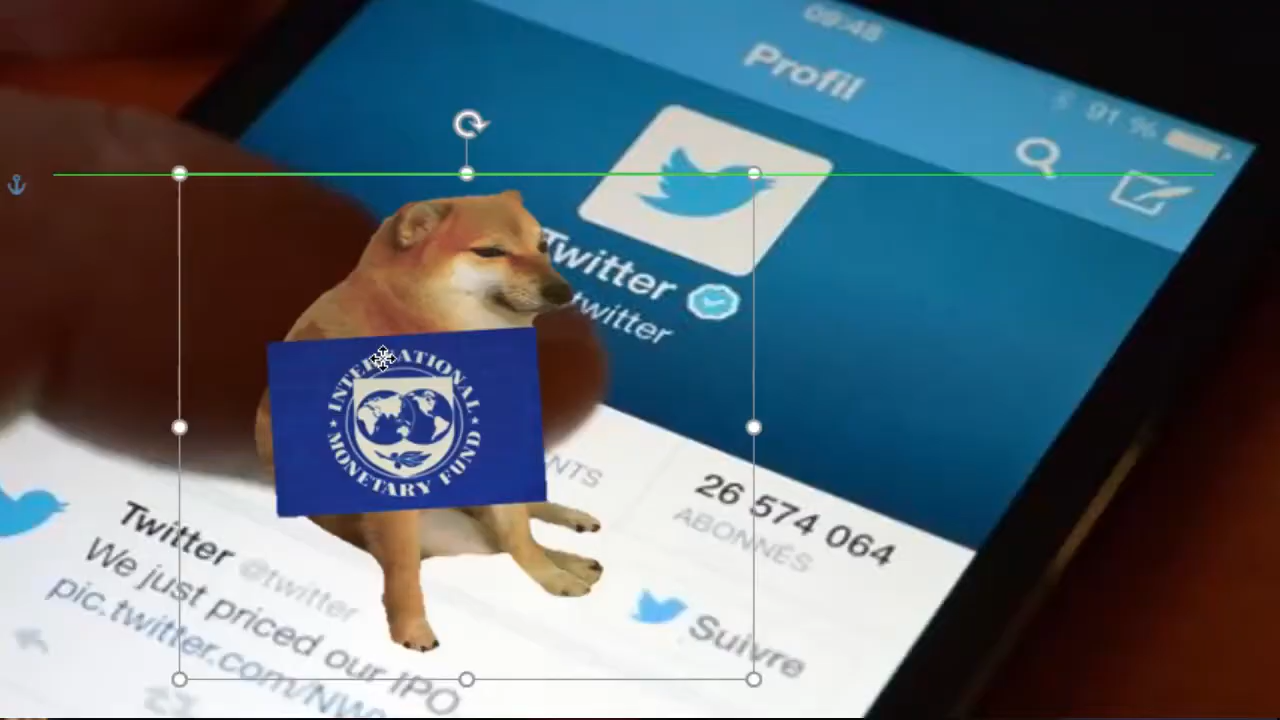 09:48
Profil
91 %
Twitter
twitter
INTERNATIONAL
MONETARY FUND
NTS
26 574 064
ABONNÉS
Twitter @twitter
We just priced our IPO
pic.twitter.com/NW
Suivre